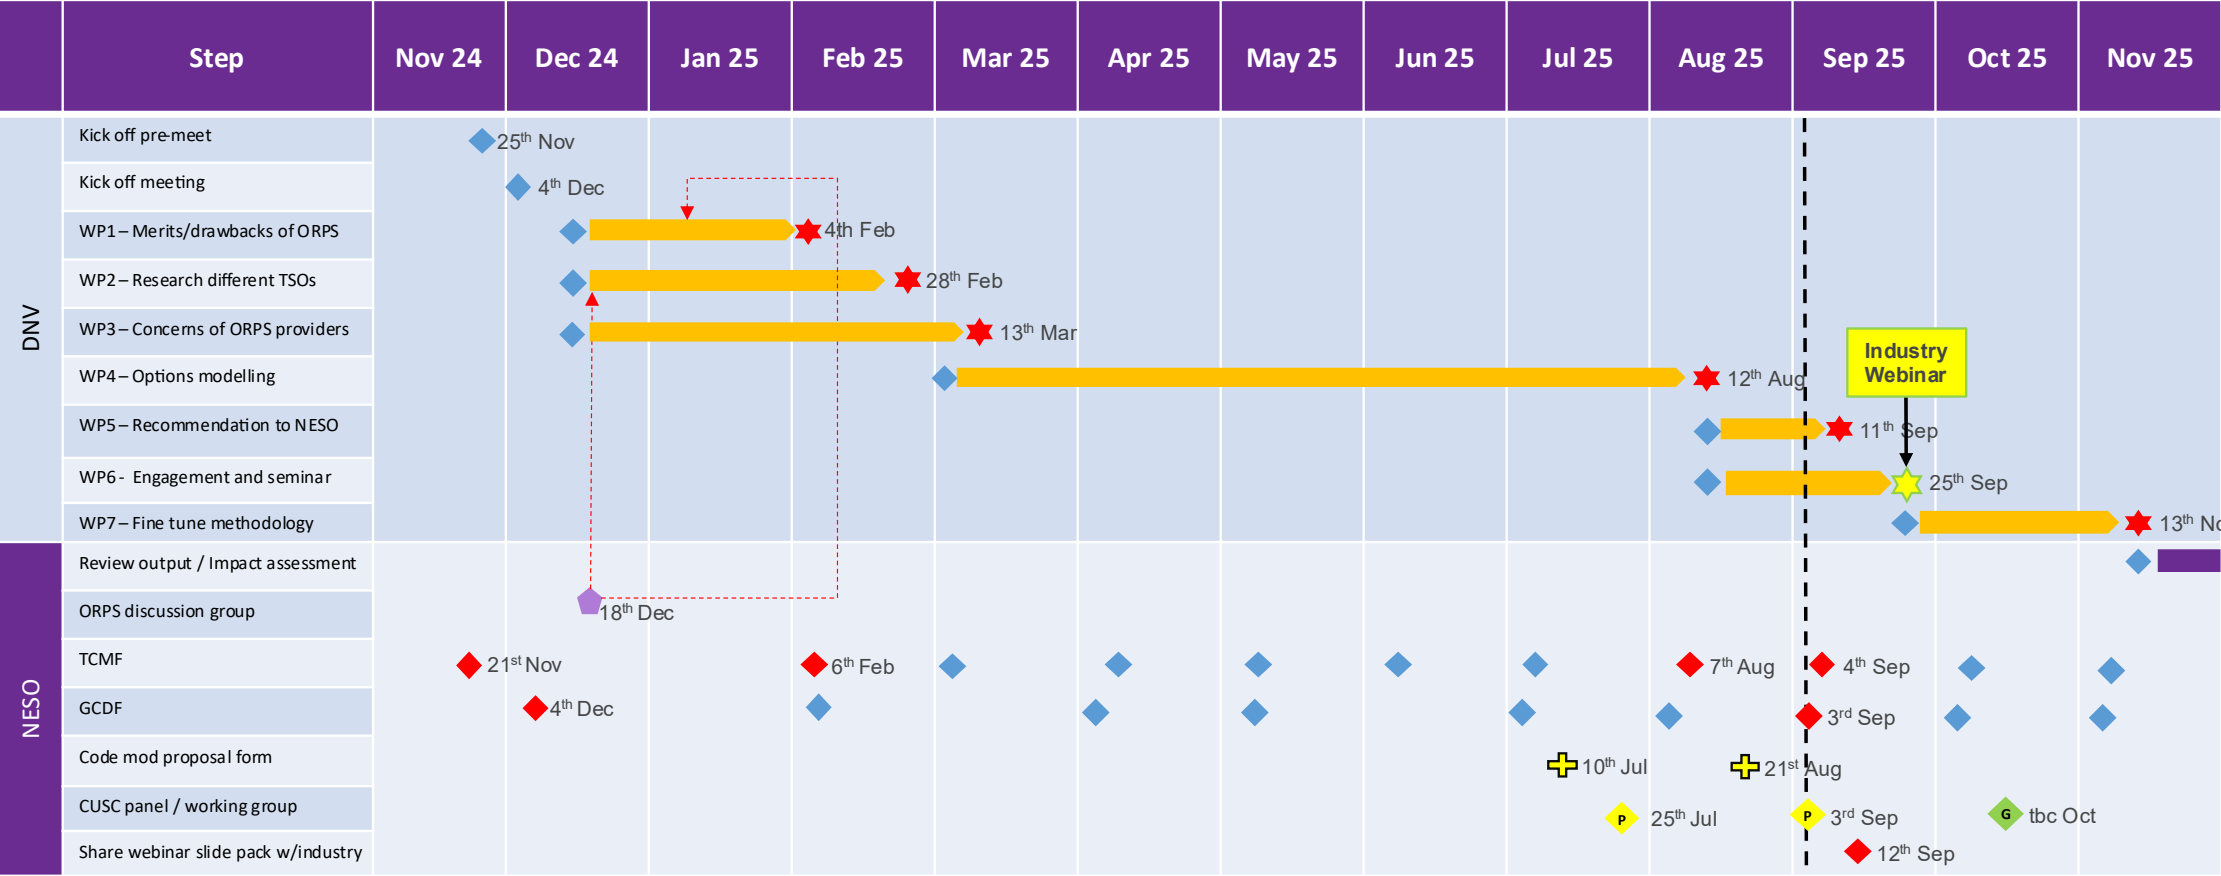 Step Nov 24 Dec 24 Jan 25 Feb 25 Mar 25 Apr 25 May 25 Jun 25 Jul 25 Aug 25 Sep 25 Oct 25 Nov 25
DNV
Kick off pre-meet 25th Nov
Kick off meeting 4th Dec
WP1 – Merits/drawbacks of ORPS 4th Feb
WP2 – Research different TSOs 28th Feb
WP3 – Concerns of ORPS providers 13th Mar
Industry
Webinar
WP4 – Options modelling 12th Aug
WP5 – Recommendation to NESO 11th Sep
WP6 - Engagement and seminar 25th Sep
WP7 – Fine tune methodology 13th No
NESO
Review output / Impact assessment
ORPS discussion group 18th Dec
TCMF 21st Nov 6th Feb 7th Aug 4th Sep
GCDF 4th Dec 3rd Sep
Code mod proposal form 10th Jul 21st Aug
CUSC panel / working group P 25th Jul P 3rd Sep G tbc Oct
Share webinar slide pack w/industry 12th Sep